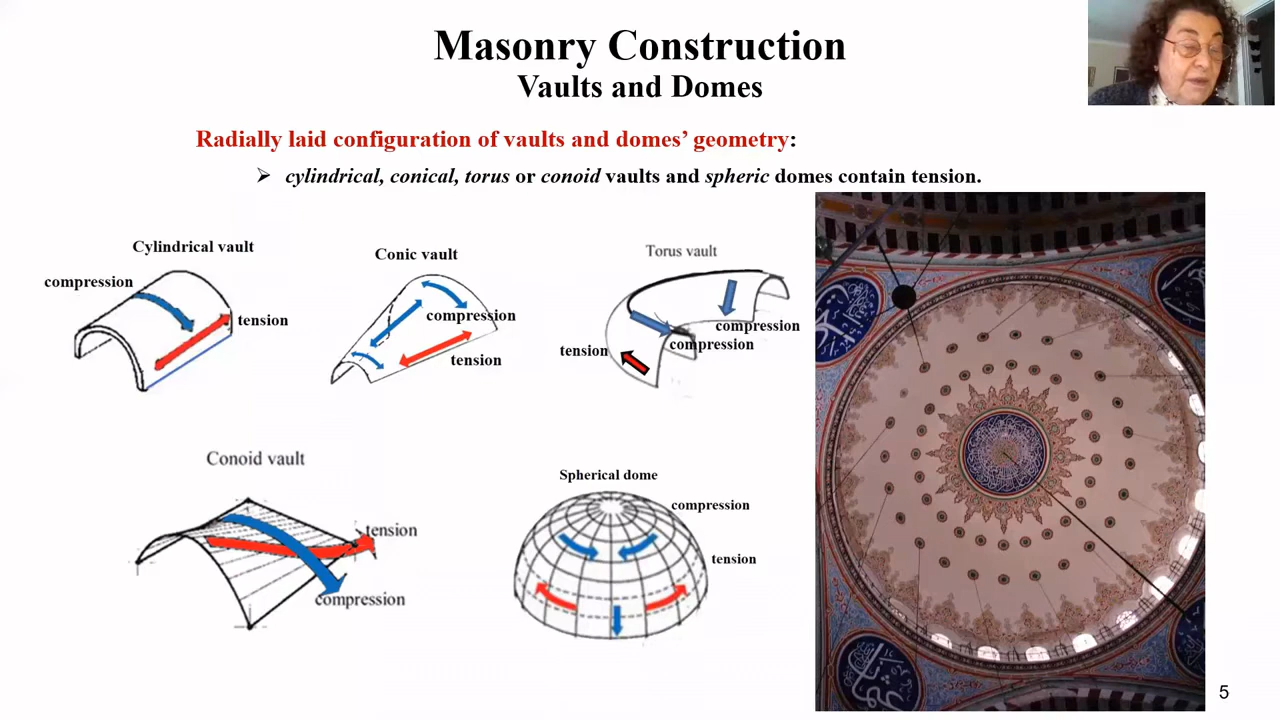 Masonry Construction
Vaults and Domes
Radially laid configuration of vaults and domes’ geometry:
➢ cylindrical, conical, torus or conoid vaults and spheric domes contain tension.
Cylindrical vault
compression
tension
Conic vault
compression
tension
Torus vault
compression
compression
tension
Conoid vault
tension
compression
Spherical dome
compression
tension
5